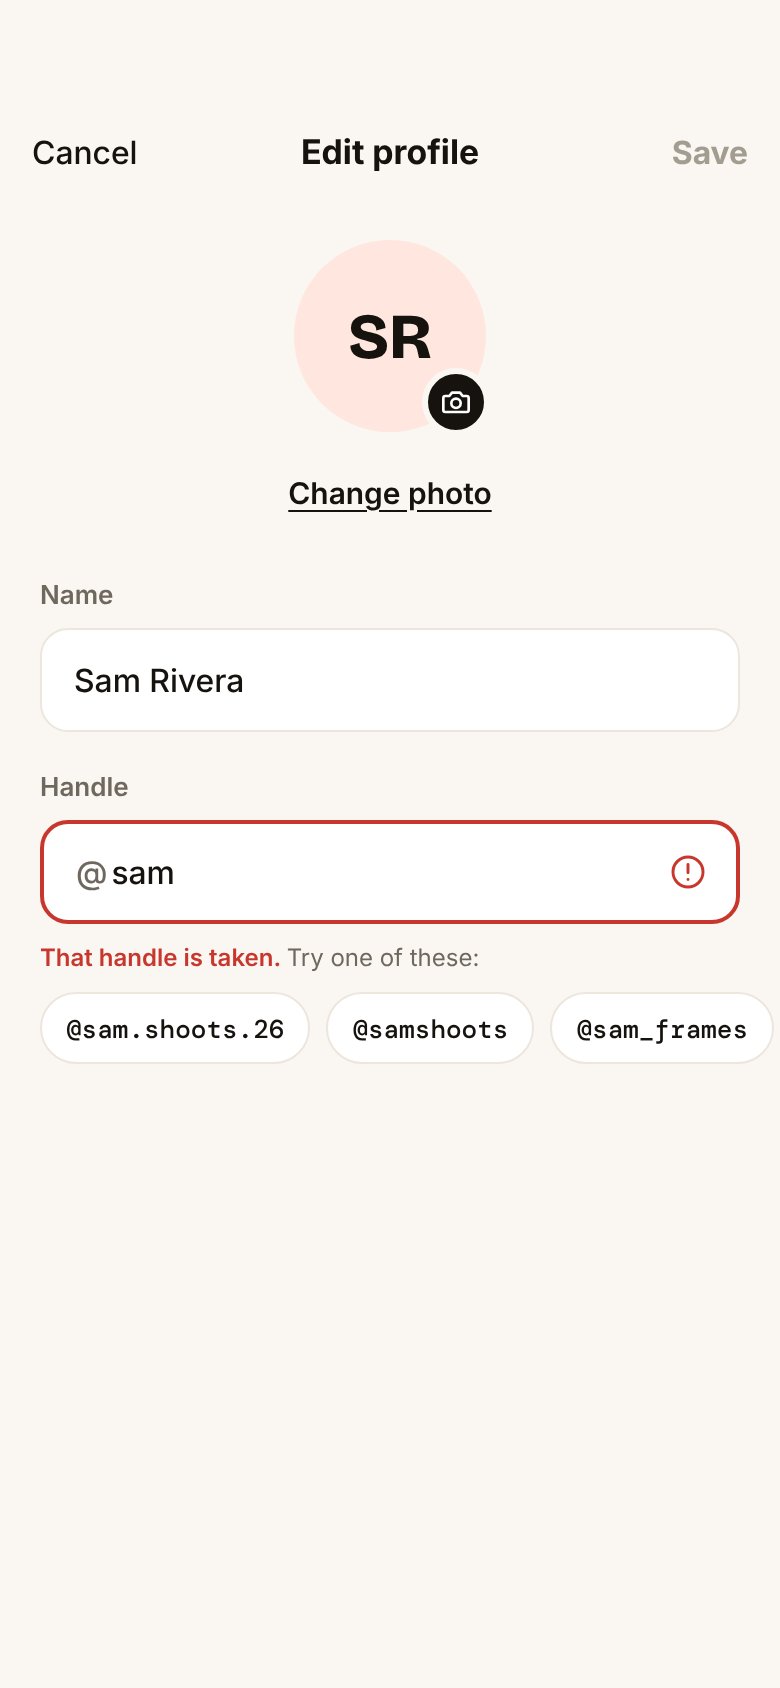 Cancel Edit profile Save
SR
Change photo
Name
Sam Rivera
Handle
@sam
That handle is taken. Try one of these:
@sam.shoots.26 @samshoots @sam_frames